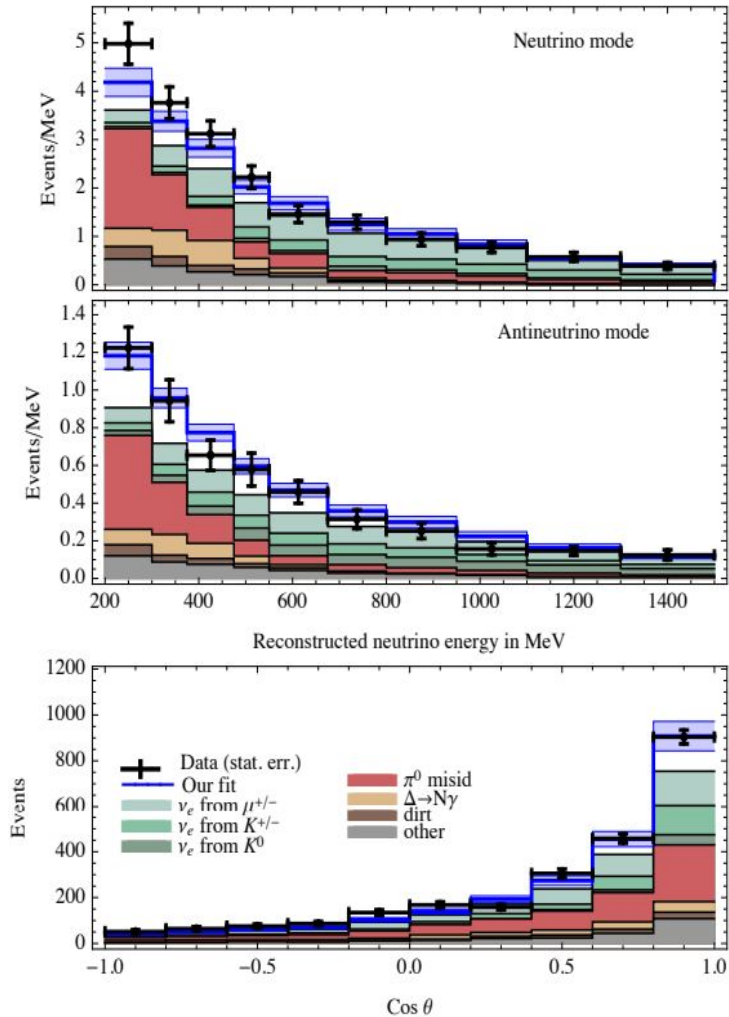 Neutrino mode
Events/MeV
5
4
3
2
1
0
Antineutrino mode
Events/MeV
1.4
1.2
1.0
0.8
0.6
0.4
0.2
0.0
200 400 600 800 1000 1200 1400
Reconstructed neutrino energy in MeV
1200
1000
800
600
400
200
0
Events
Data (stat. err.)
Our fit
νe from μ+/−
νe from K+/−
νe from K0
π0 misid
Δ→Nγ
dirt
other
−1.0 −0.5 0.0 0.5 1.0
Cos θ